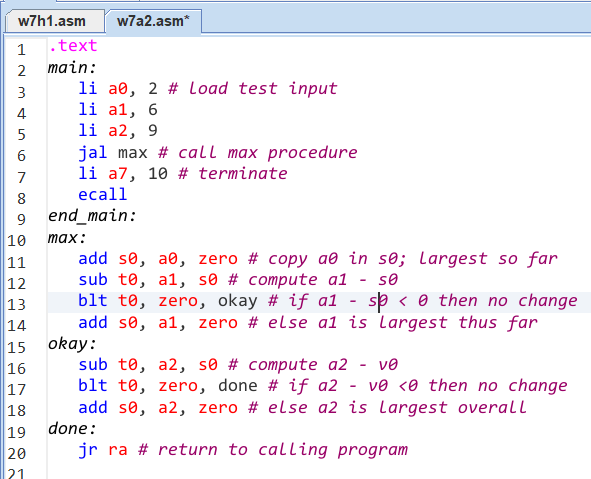 w7h1.asm w7a2.asm*
1 .text
2 main:
3 li a0, 2 # load test input
4 li a1, 6
5 li a2, 9
6 jal max # call max procedure
7 li a7, 10 # terminate
8 ecall
9 end_main:
10 max:
11 add s0, a0, zero # copy a0 in s0; largest so far
12 sub t0, a1, s0 # compute a1 - s0
13 blt t0, zero, okay # if a1 - s0 < 0 then no change
14 add s0, a1, zero # else a1 is largest thus far
15 okay:
16 sub t0, a2, s0 # compute a2 - v0
17 blt t0, zero, done # if a2 - v0 <0 then no change
18 add s0, a2, zero # else a2 is largest overall
19 done:
20 jr ra # return to calling program
21